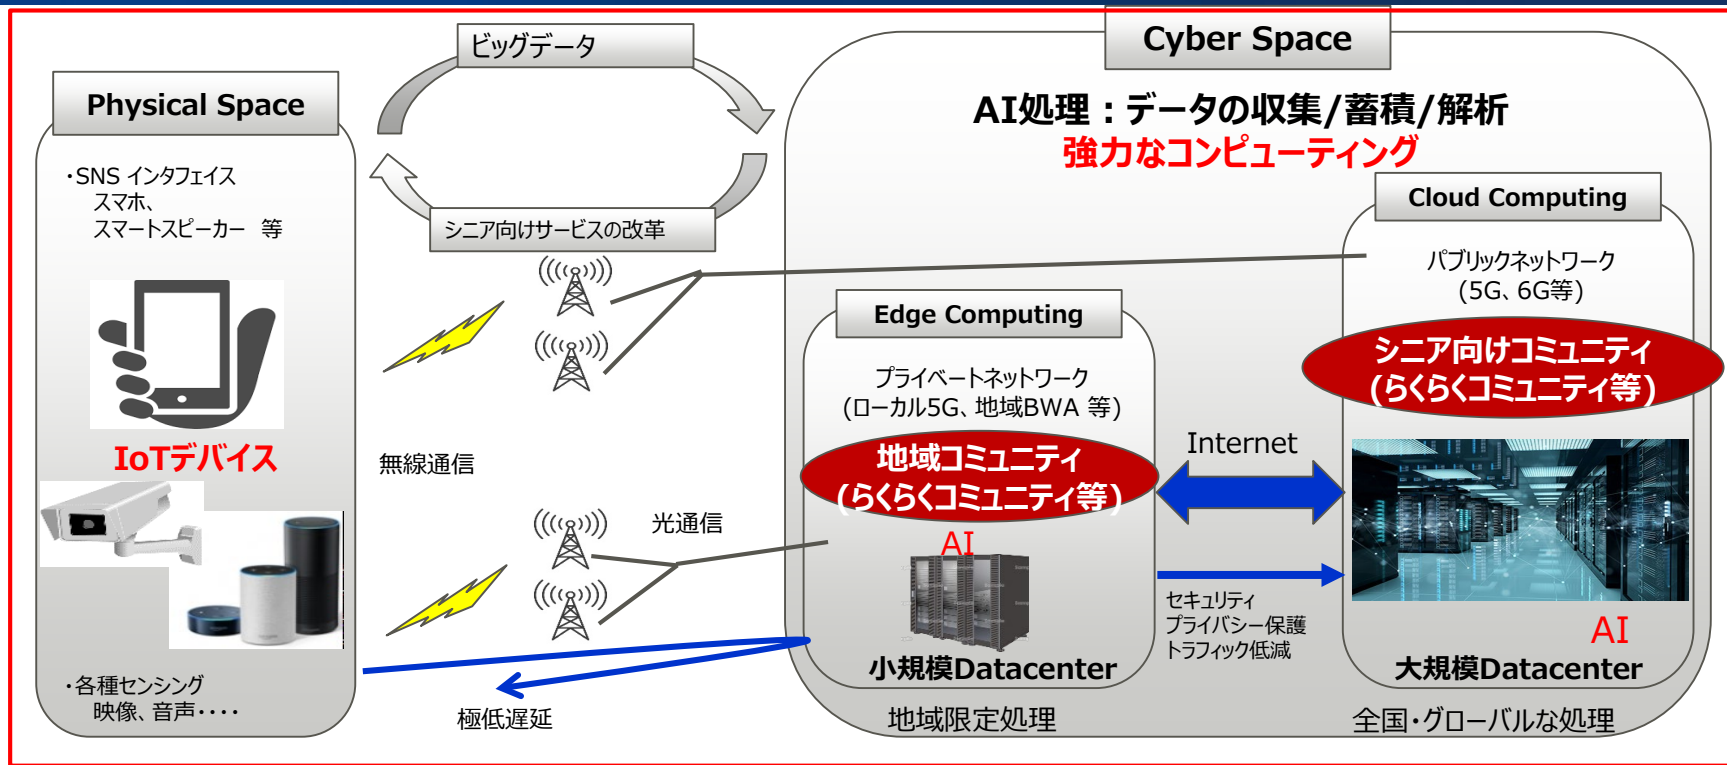 ビッグデータ
シニア向けサービスの改革
Physical Space
・SNS インタフェイス
スマホ、
スマートスピーカー 等
IoTデバイス
・各種センシング
映像、音声・・・・
無線通信
光通信
極低遅延
Cyber Space
AI処理：データの収集/蓄積/解析
強力なコンピューティング
Edge Computing
プライベートネットワーク
(ローカル5G、地域BWA 等)
地域コミュニティ
(らくらくコミュニティ等)
AI
小規模Datacenter
地域限定処理
Internet
セキュリティ
プライバシー保護
トラフィック低減
Cloud Computing
パブリックネットワーク
(5G、6G等)
シニア向けコミュニティ
(らくらくコミュニティ等)
AI
大規模Datacenter
全国・グローバルな処理